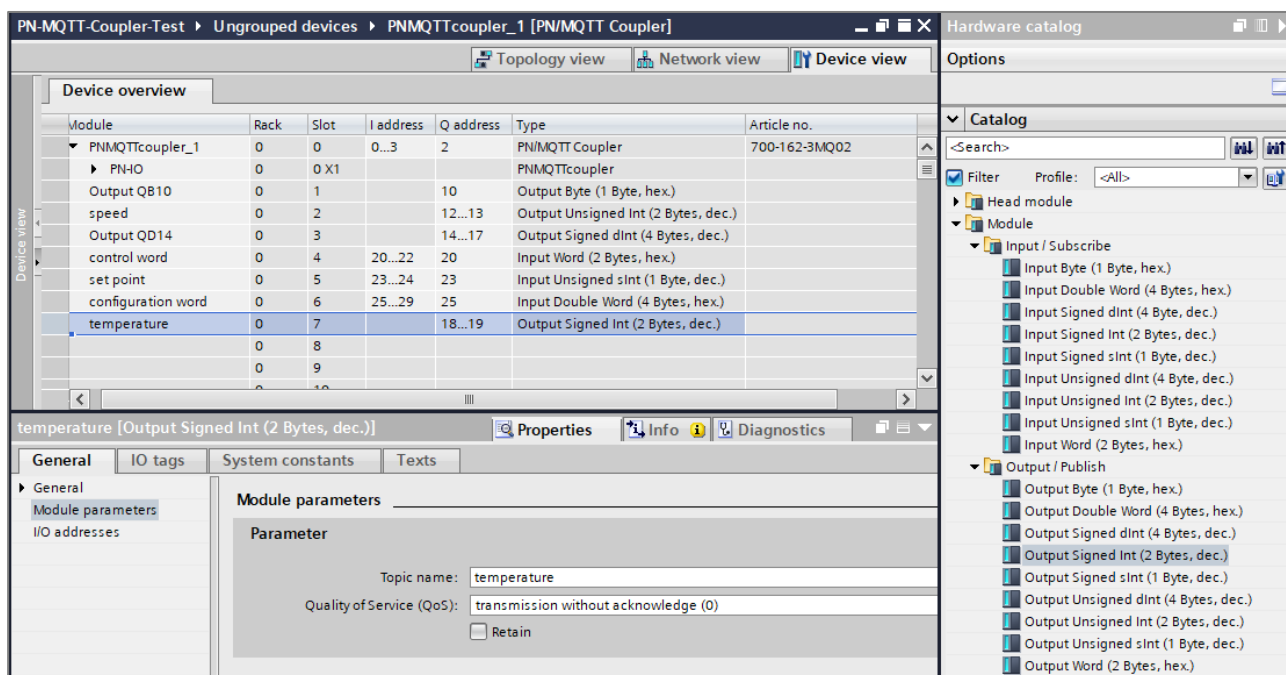 PN-MQTT-Coupler-Test ▸ Ungrouped devices ▸ PNMQTTcoupler_1 [PN/MQTT Coupler]
Topology view Network view Device view
Device overview
Module Rack Slot I address Q address Type Article no.
PNMQTTcoupler_1 0 0 0...3 2 PN/MQTT Coupler 700-162-3MQ02
PN-IO 0 0 X1 PNMQTTcoupler
Output QB10 0 1 10 Output Byte (1 Byte, hex.)
speed 0 2 12...13 Output Unsigned Int (2 Bytes, dec.)
Output QD14 0 3 14...17 Output Signed dInt (4 Bytes, dec.)
control word 0 4 20...22 20 Input Word (2 Bytes, hex.)
set point 0 5 23...24 23 Input Unsigned sInt (1 Bytes, dec.)
configuration word 0 6 25...29 25 Input Double Word (4 Bytes, hex.)
temperature 0 7 18...19 Output Signed Int (2 Bytes, dec.)
0 8
0 9
Device view
temperature [Output Signed Int (2 Bytes, dec.)]
Properties Info Diagnostics
General IO tags System constants Texts
General
Module parameters
I/O addresses
Module parameters
Parameter
Topic name: temperature
Quality of Service (QoS): transmission without acknowledge (0)
Retain
Hardware catalog
Options
Catalog
<Search>
Filter Profile: <All>
Head module
Module
Input / Subscribe
Input Byte (1 Byte, hex.)
Input Double Word (4 Bytes, hex.)
Input Signed dInt (4 Byte, dec.)
Input Signed Int (2 Bytes, dec.)
Input Signed sInt (1 Byte, dec.)
Input Unsigned dInt (4 Byte, dec.)
Input Unsigned Int (2 Bytes, dec.)
Input Unsigned sInt (1 Bytes, dec.)
Input Word (2 Bytes, hex.)
Output / Publish
Output Byte (1 Byte, hex.)
Output Double Word (4 Bytes, hex.)
Output Signed dInt (4 Bytes, dec.)
Output Signed Int (2 Bytes, dec.)
Output Signed sInt (1 Byte, dec.)
Output Unsigned dInt (4 Bytes, dec.)
Output Unsigned Int (2 Bytes, dec.)
Output Unsigned sInt (1 Byte, dec.)
Output Word (2 Bytes, hex.)